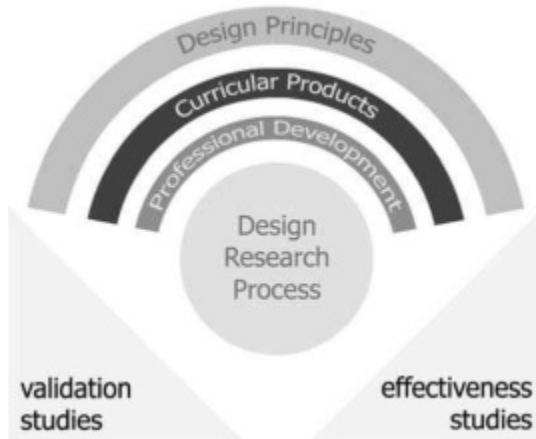 Design Principles
Curricular Products
Professional Development
Design
Research
Process
validation
studies
effectiveness
studies